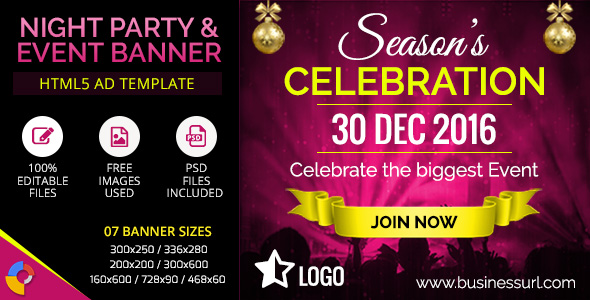 NIGHT PARTY &
EVENT BANNER
HTML5 AD TEMPLATE
100%
EDITABLE
FILES
FREE
IMAGES
USED
PSD
PSD
FILES
INCLUDED
07 BANNER SIZES
300x250 / 336x280
200x200 / 300x600
160x600 / 728x90 / 468x60
Season's
CELEBRATION
30 DEC 2016
Celebrate the biggest Event
JOIN NOW
LOGO
www.businessurl.com